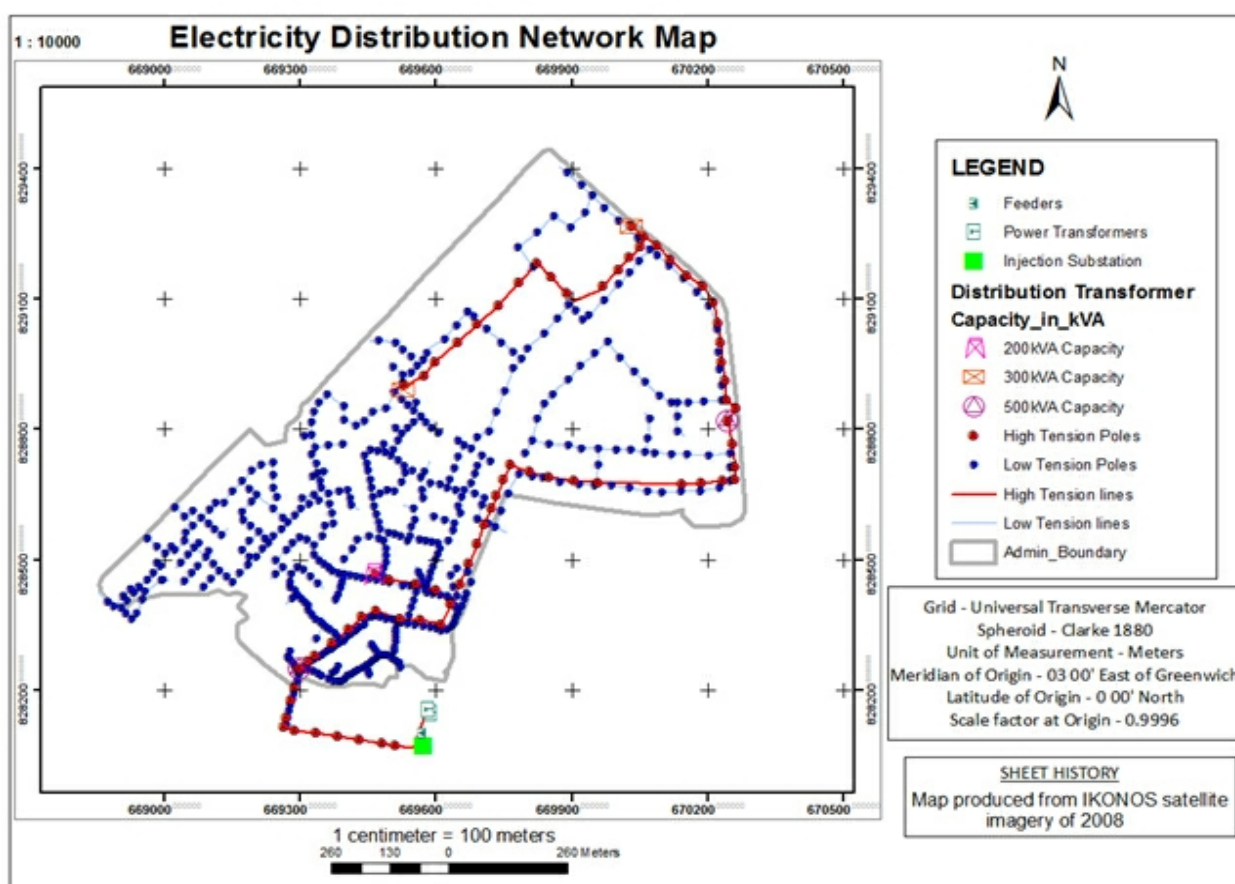 1 : 10000
Electricity Distribution Network Map
669000 669300 669600 669900 670200 670500
829400 829400
829100 829100
828800 828800
828500 828500
828200 828200
669000 669300 669600 669900 670200 670500
1 centimeter = 100 meters
260 130 0 260 Meters
N
LEGEND
Feeders
Power Transformers
Injection Substation
Distribution Transformer
Capacity_in_kVA
200kVA Capacity
300kVA Capacity
500kVA Capacity
High Tension Poles
Low Tension Poles
High Tension lines
Low Tension lines
Admin_Boundary
Grid - Universal Transverse Mercator
Spheroid - Clarke 1880
Unit of Measurement - Meters
Meridian of Origin - 03 00' East of Greenwich
Latitude of Origin - 0 00' North
Scale factor at Origin - 0.9996
SHEET HISTORY
Map produced from IKONOS satellite
imagery of 2008